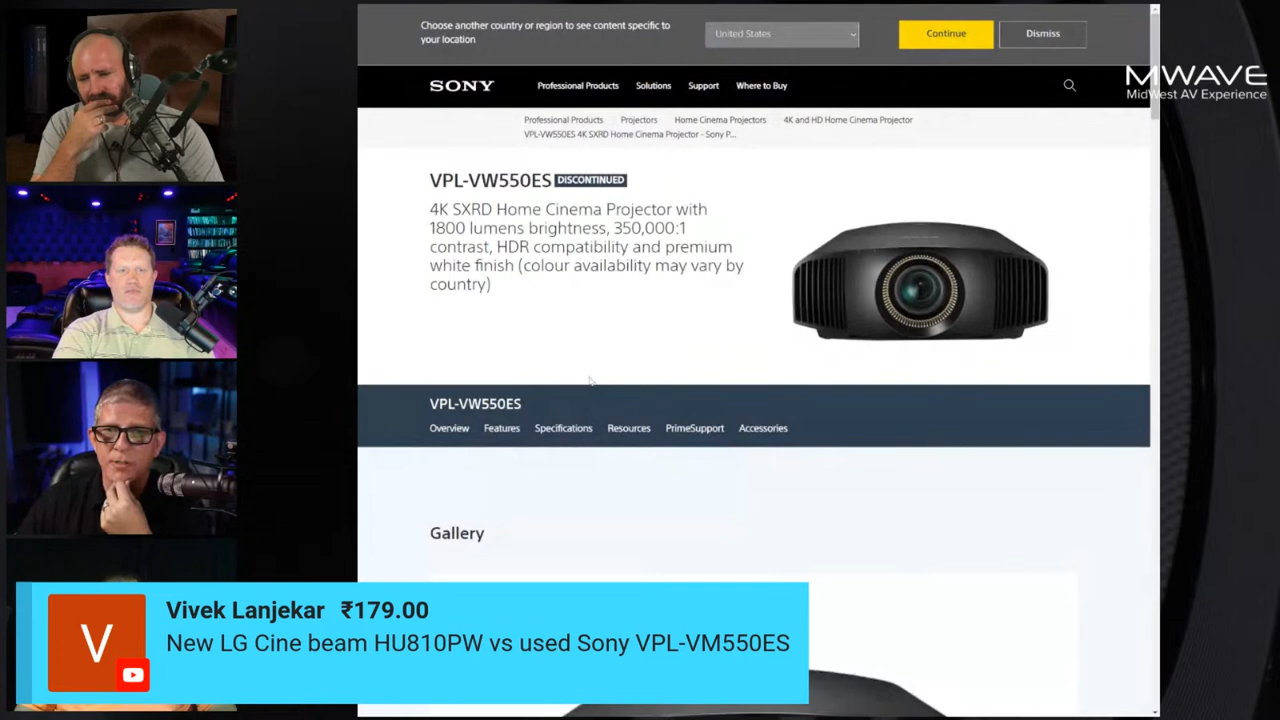 Choose another country or region to see content specific to
your location
United States
Continue
Dismiss
MWAVE
MidWest AV Experience
SONY
Professional Products
Solutions
Support
Where to Buy
Professional Products
Projectors
Home Cinema Projectors
4K and HD Home Cinema Projector
VPL-VW550ES 4K SXRD Home Cinema Projector - Sony P...
VPL-VW550ES DISCONTINUED
4K SXRD Home Cinema Projector with
1800 lumens brightness, 350,000:1
contrast, HDR compatibility and premium
white finish (colour availability may vary by
country)
VPL-VW550ES
Overview
Features
Specifications
Resources
PrimeSupport
Accessories
Gallery
V
Vivek Lanjekar ₹179.00
New LG Cine beam HU810PW vs used Sony VPL-VM550ES